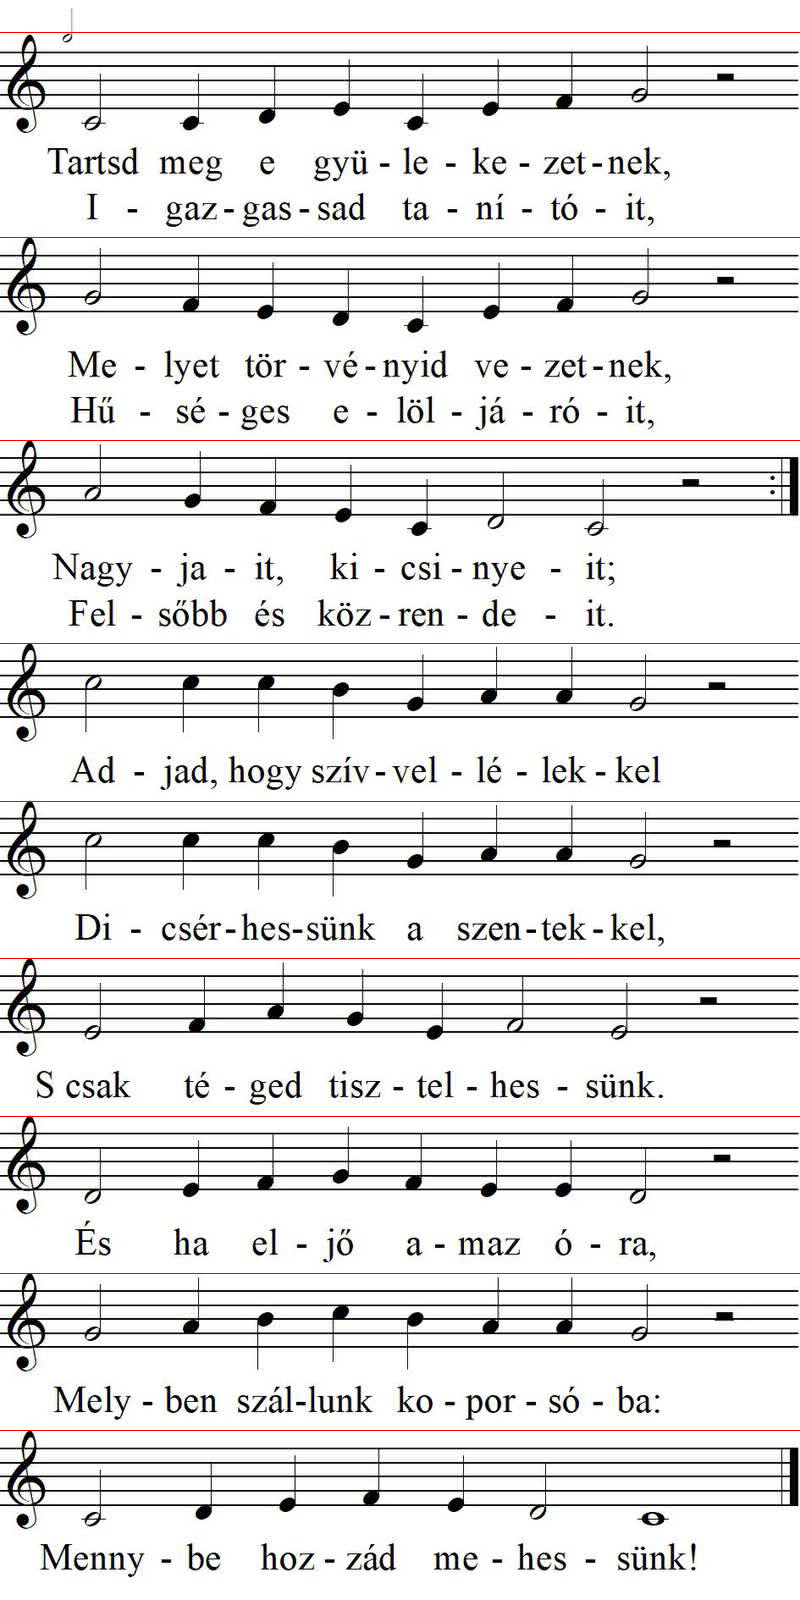 Tartsd meg e gyü - le - ke - zet - nek,
I - gaz - gas - sad ta - ní - tó - it,
Me - lyet tör - vé - nyid ve - zet - nek,
Hű - sé - ges e - löl - já - ró - it,
Nagy - ja - it, ki - csi - nye - it;
Fel - sőbb és köz - ren - de - it.
Ad - jad, hogy szív - vel - lé - lek - kel
Di - csér - hes - sünk a szen - tek - kel,
S csak té - ged tisz - tel - hes - sünk.
És ha el - jő a - maz ó - ra,
Mely - ben szál - lunk ko - por - só - ba:
Menny - be hoz - zád me - hes - sünk!